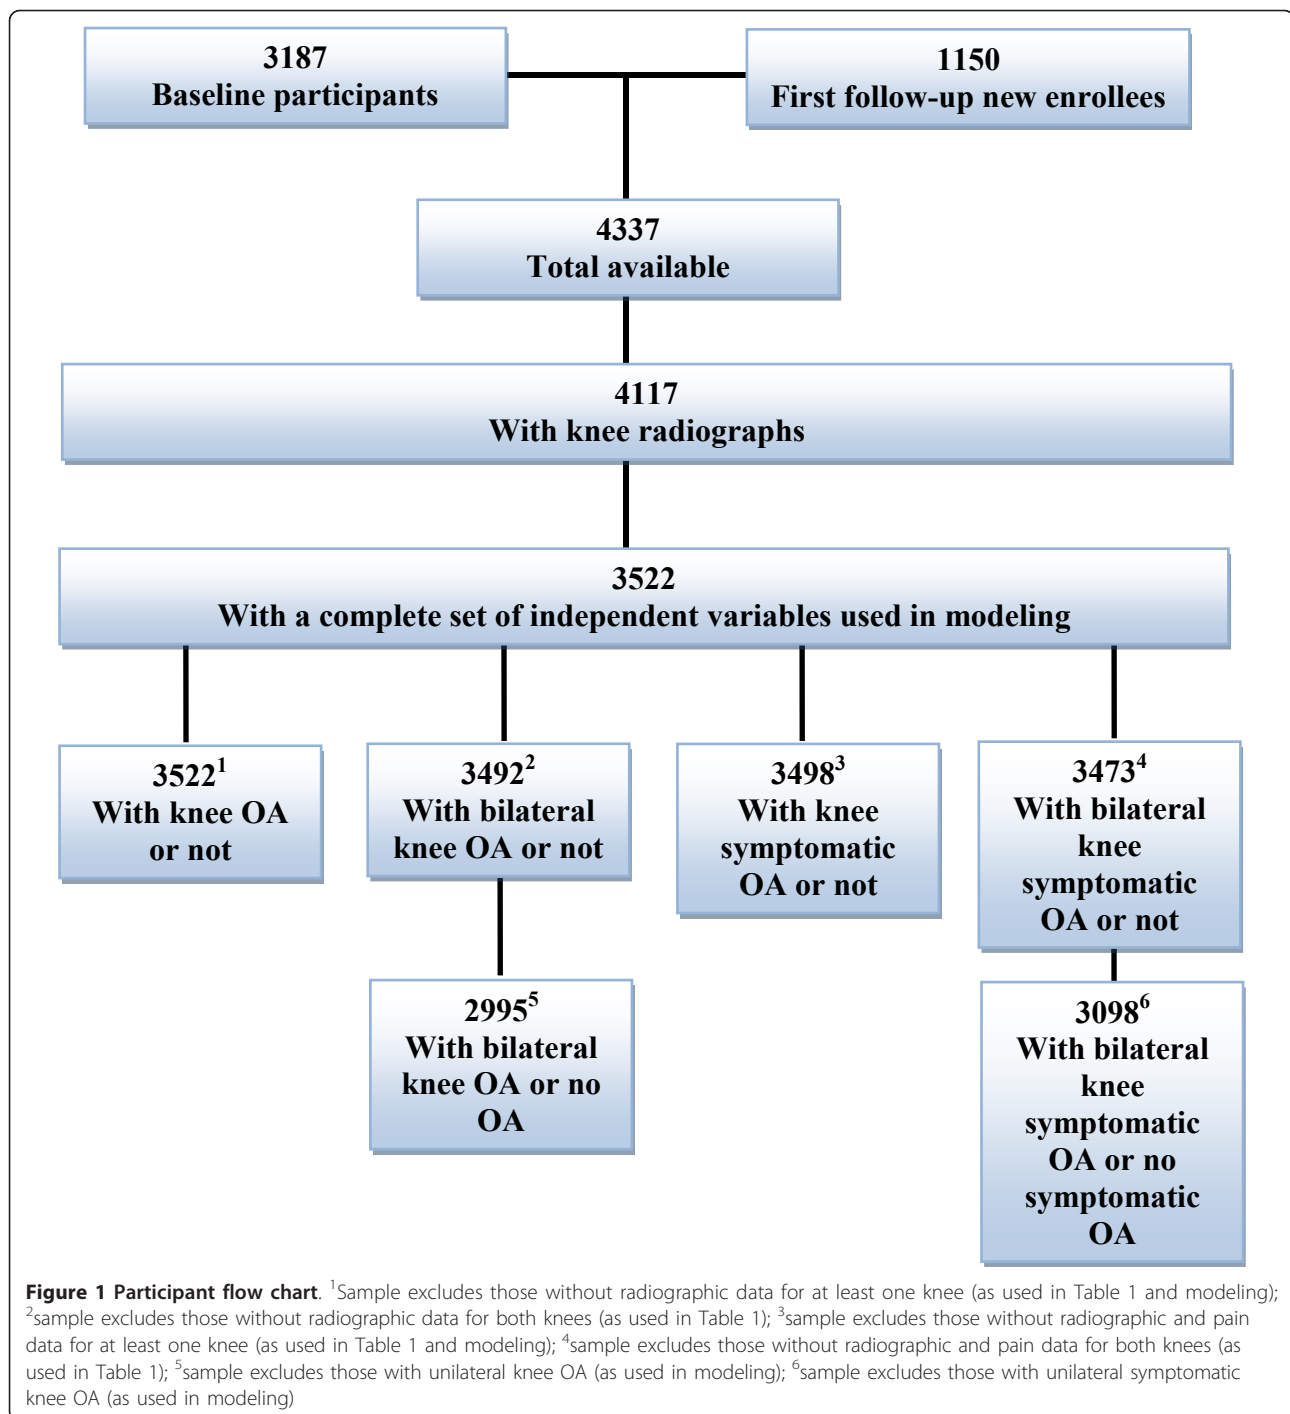 3187
Baseline participants
1150
First follow-up new enrollees
4337
Total available
4117
With knee radiographs
3522
With a complete set of independent variables used in modeling
3522¹
With knee OA
or not
3492²
With bilateral
knee OA or not
3498³
With knee
symptomatic
OA or not
3473⁴
With bilateral
knee
symptomatic
OA or not
2995⁵
With bilateral
knee OA or no
OA
3098⁶
With bilateral
knee
symptomatic
OA or no
symptomatic
OA
Figure 1 Participant flow chart. ¹Sample excludes those without radiographic data for at least one knee (as used in Table 1 and modeling);
²sample excludes those without radiographic data for both knees (as used in Table 1); ³sample excludes those without radiographic and pain
data for at least one knee (as used in Table 1 and modeling); ⁴sample excludes those without radiographic and pain data for both knees (as
used in Table 1); ⁵sample excludes those with unilateral knee OA (as used in modeling); ⁶sample excludes those with unilateral symptomatic
knee OA (as used in modeling)